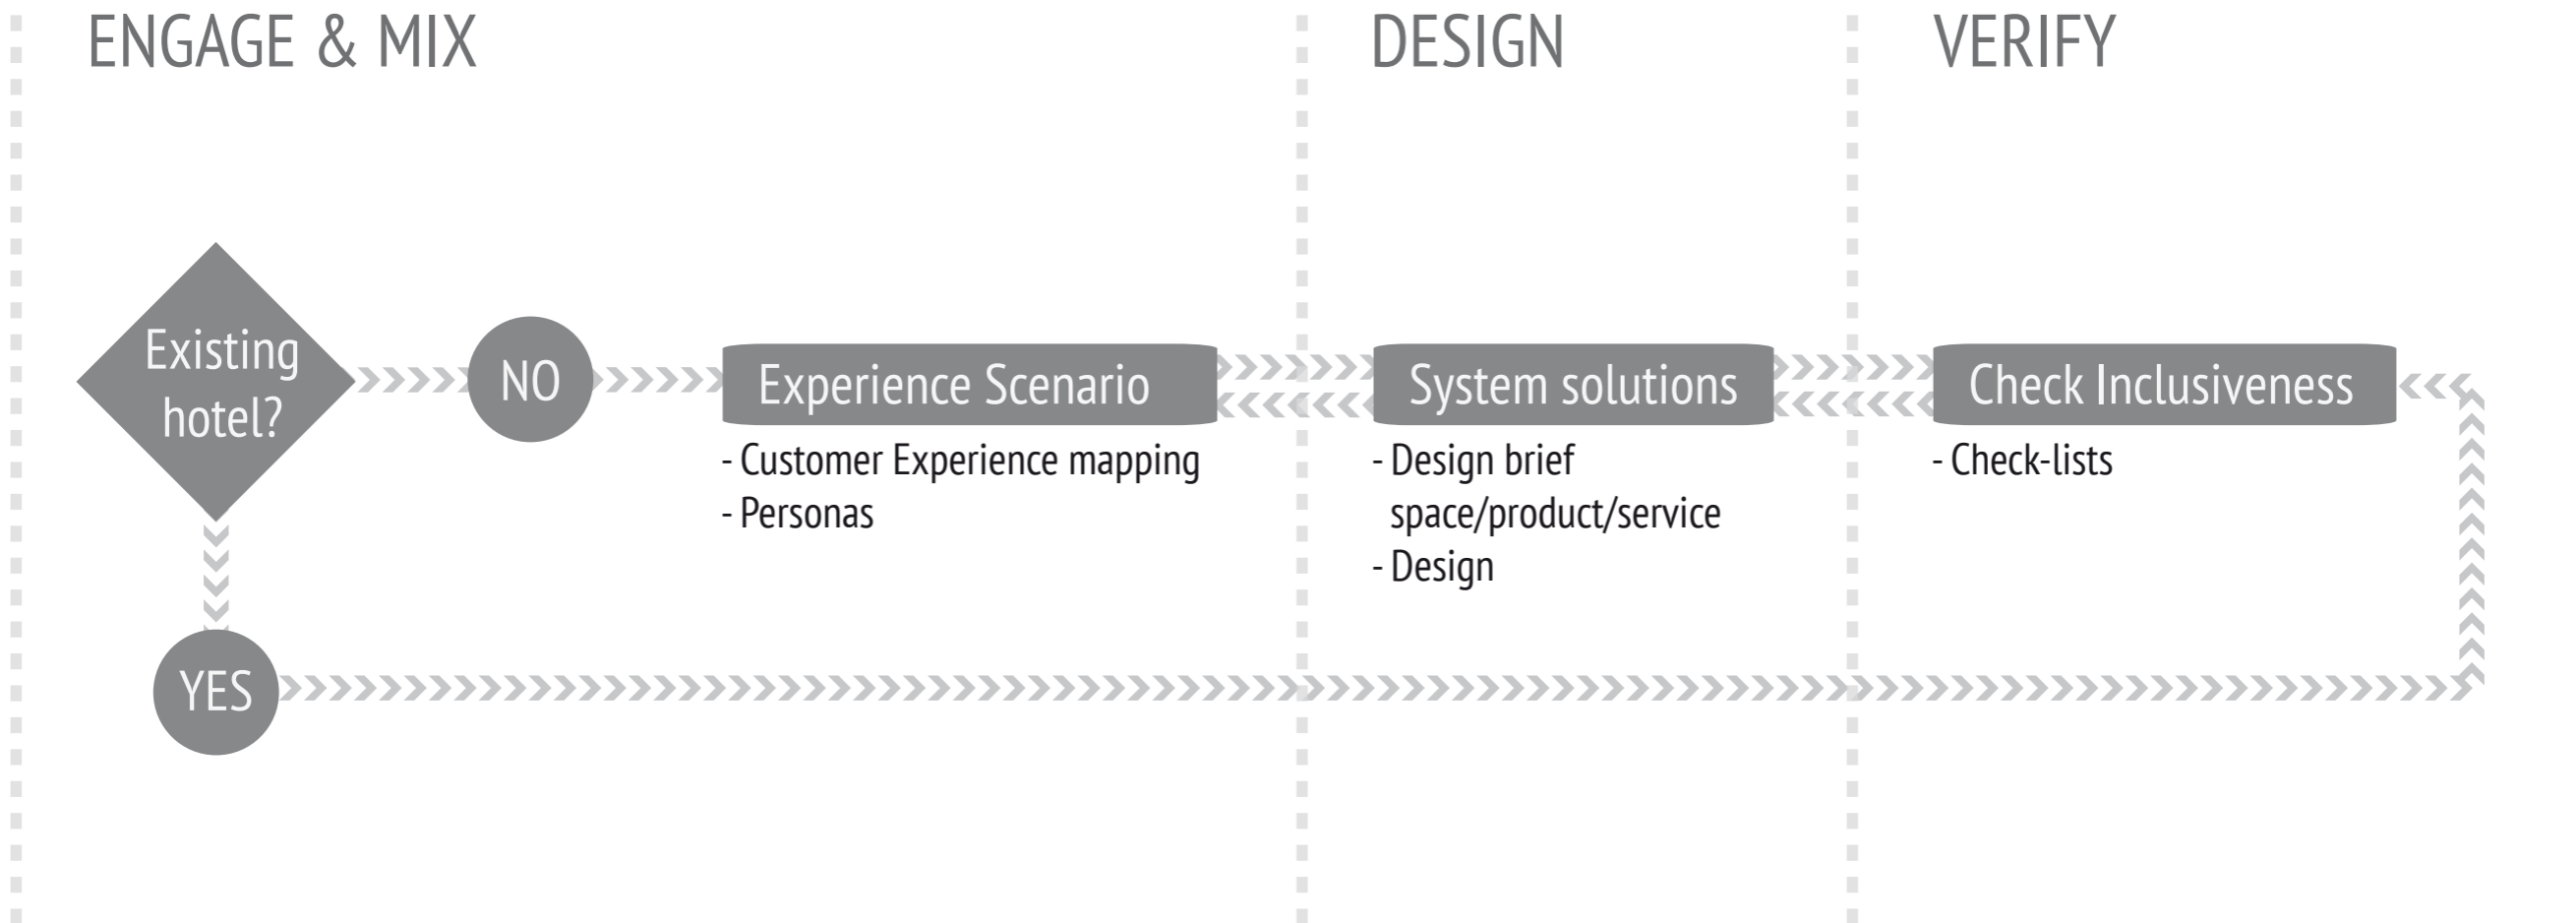 ENGAGE & MIX
DESIGN
VERIFY
Existing
hotel?
NO
Experience Scenario
- Customer Experience mapping
- Personas
System solutions
- Design brief
space/product/service
- Design
Check Inclusiveness
- Check-lists
YES